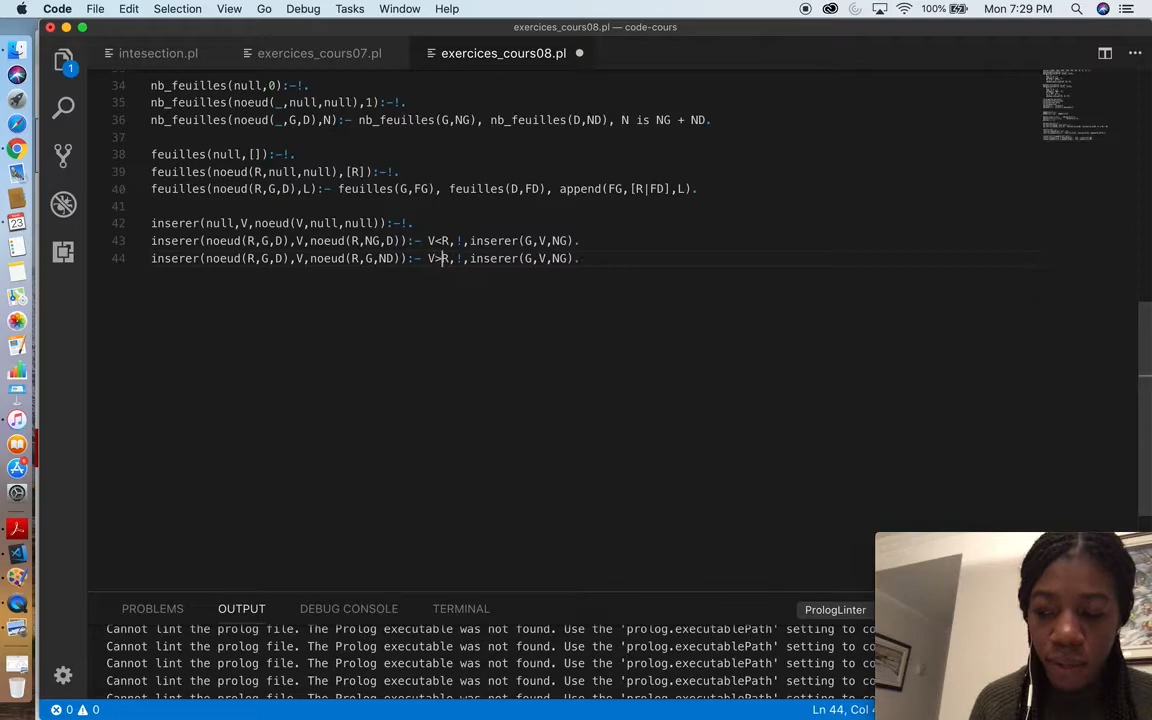 Code File Edit Selection View Go Debug Tasks Window Help 100% Mon 7:29 PM
exercices_cours08.pl — code-cours
intesection.pl exercices_cours07.pl exercices_cours08.pl
34 nb_feuilles(null,0):-!.
35 nb_feuilles(noeud(_,null,null),1):-!.
36 nb_feuilles(noeud(_,G,D),N):- nb_feuilles(G,NG), nb_feuilles(D,ND), N is NG + ND.
37
38 feuilles(null,[]):-!.
39 feuilles(noeud(R,null,null),[R]):-!.
40 feuilles(noeud(R,G,D),L):- feuilles(G,FG), feuilles(D,FD), append(FG,[R|FD],L).
41
42 inserer(null,V,noeud(V,null,null)):-!.
43 inserer(noeud(R,G,D),V,noeud(R,NG,D)):- V<R,!,inserer(G,V,NG).
44 inserer(noeud(R,G,D),V,noeud(R,G,ND)):- V>R,!,inserer(G,V,NG).
PROBLEMS OUTPUT DEBUG CONSOLE TERMINAL PrologLinter
Cannot lint the prolog file. The Prolog executable was not found. Use the 'prolog.executablePath' setting to co
Cannot lint the prolog file. The Prolog executable was not found. Use the 'prolog.executablePath' setting to co
Cannot lint the prolog file. The Prolog executable was not found. Use the 'prolog.executablePath' setting to co
Cannot lint the prolog file. The Prolog executable was not found. Use the 'prolog.executablePath' setting to co
Cannot lint the prolog file. The Prolog executable was not found. Use the 'prolog.executablePath' setting to co
0 0 Ln 44, Col